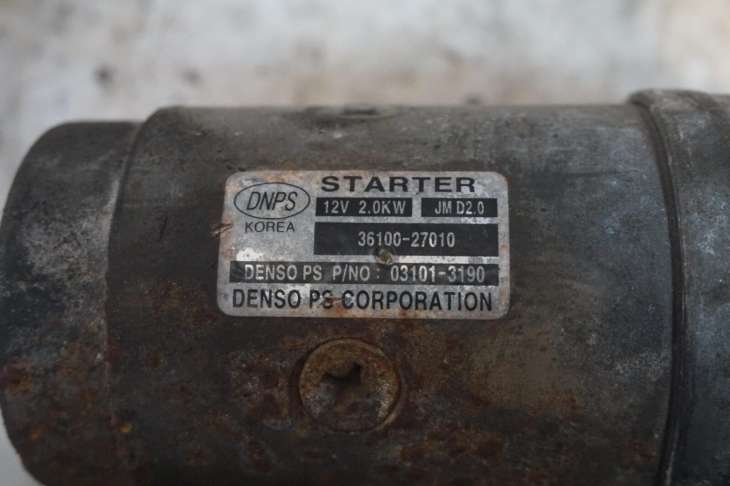 STARTER
DNPS
KOREA
12V 2.0KW JM D2.0
36100-27010
DENSO PS P/NO: 03101-3190
DENSO PS CORPORATION